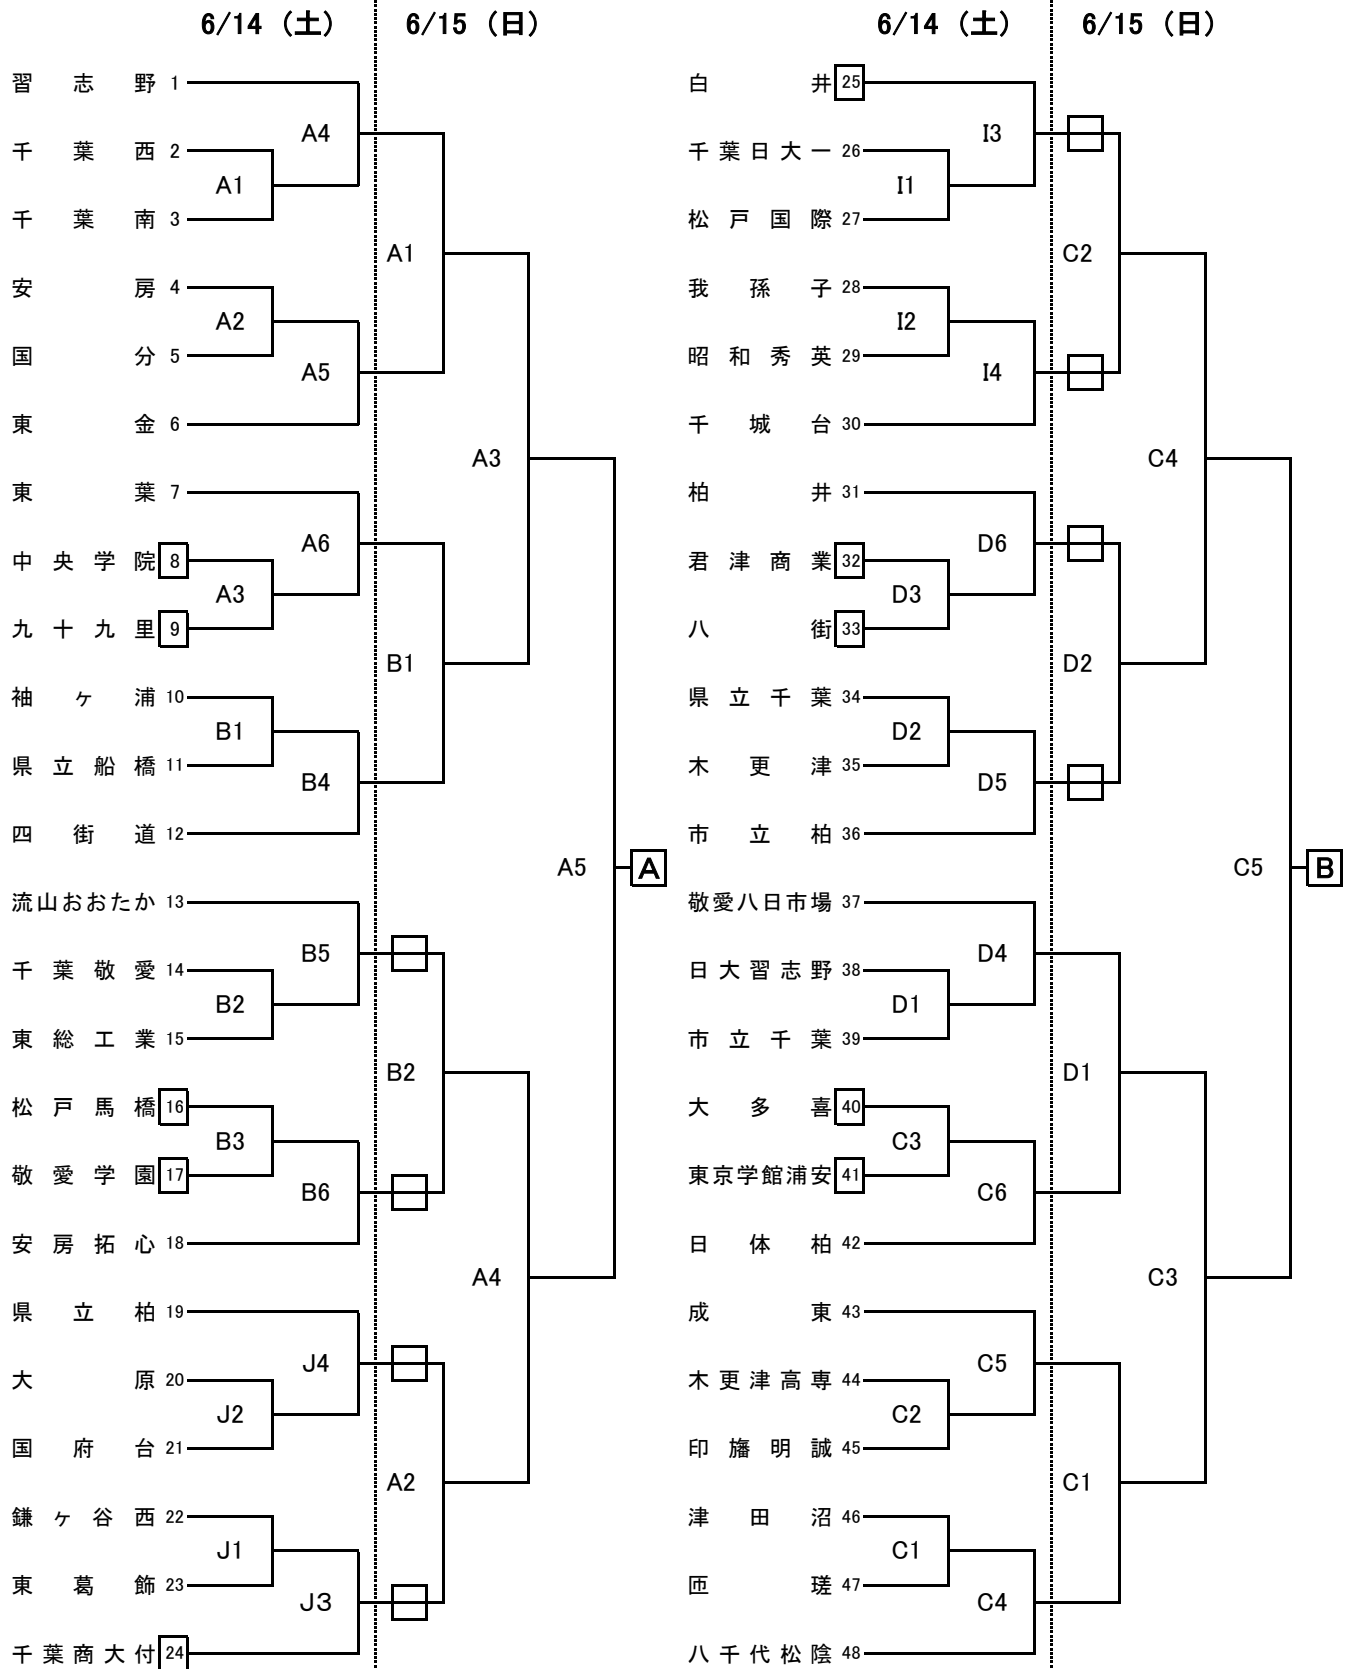 6/14（土） 6/15（日）
習志野 1
A4
千葉西 2
A1
千葉南 3
A1
安房 4
A2
国分 5
A5
東金 6
A3
東葉 7
A6
中央学院 8
A3
九十九里 9
B1
袖ヶ浦 10
B1
県立船橋 11
B4
四街道 12
A5 A
流山おおたか 13
B5
千葉敬愛 14
B2
東総工業 15
B2
松戸馬橋 16
B3
敬愛学園 17
B6
安房拓心 18
A4
県立柏 19
J4
大原 20
J2
国府台 21
A2
鎌ヶ谷西 22
J1
東葛飾 23
J3
千葉商大付 24
6/14（土） 6/15（日）
白井 25
I3
千葉日大一 26
I1
松戸国際 27
C2
我孫子 28
I2
昭和秀英 29
I4
千城台 30
C4
柏井 31
D6
君津商業 32
D3
八街 33
D2
県立千葉 34
D2
木更津 35
D5
市立柏 36
C5 B
敬愛八日市場 37
D4
日大習志野 38
D1
市立千葉 39
D1
大多喜 40
C3
東京学館浦安 41
C6
日体柏 42
C3
成東 43
C5
木更津高専 44
C2
印旛明誠 45
C1
津田沼 46
C1
匝瑳 47
C4
八千代松陰 48